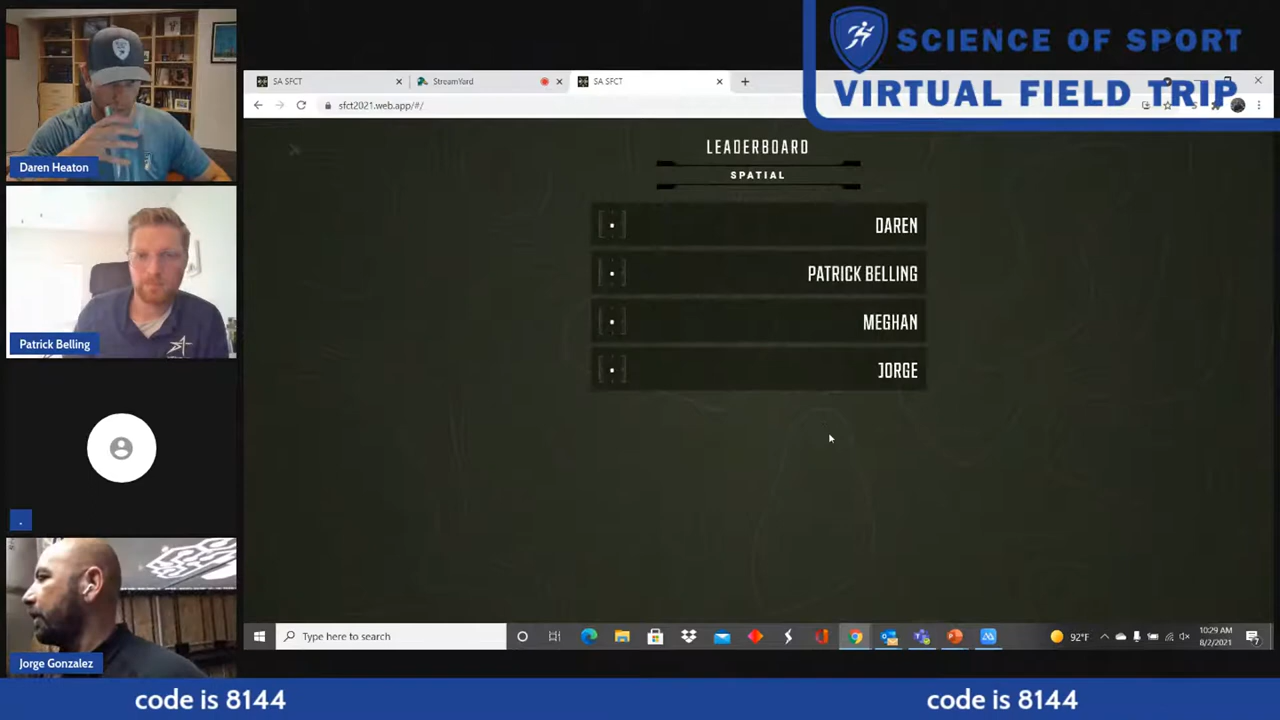 SCIENCE OF SPORT
VIRTUAL FIELD TRIP
SA SFCT
StreamYard
SA SFCT
sfct2021.web.app/#/
LEADERBOARD
SPATIAL
DAREN
PATRICK BELLING
MEGHAN
JORGE
Daren Heaton
Patrick Belling
.
Jorge Gonzalez
Type here to search
92°F
10:29 AM
8/2/2021
7
code is 8144
code is 8144